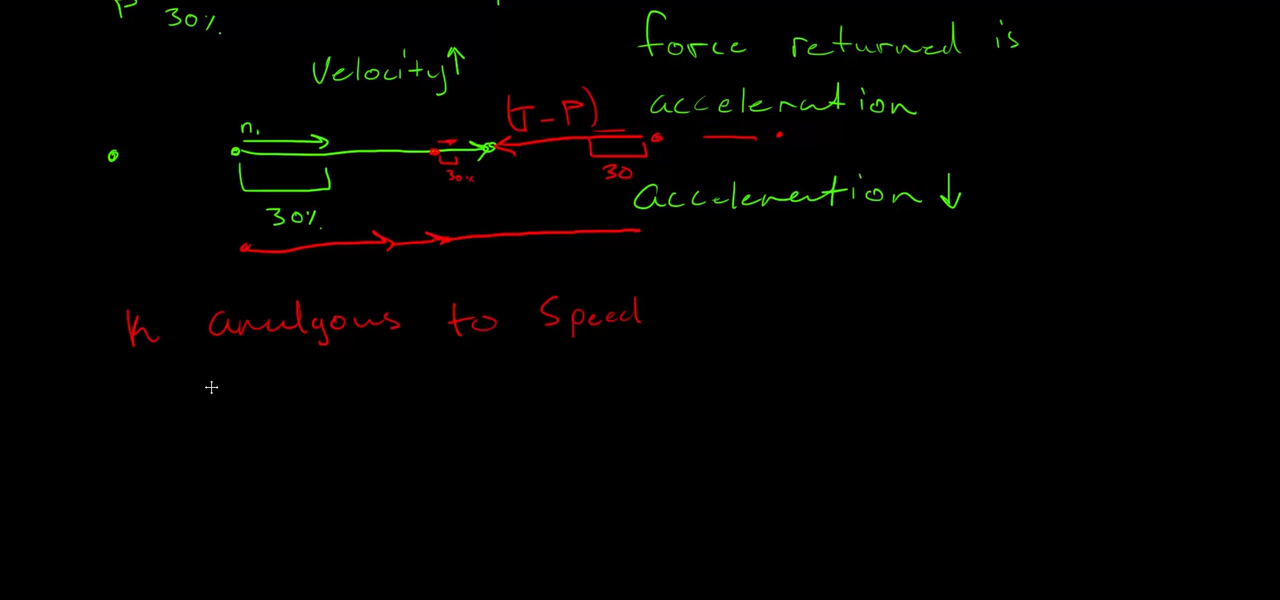 30%
force returned is
Velocity↑
acceleration
(T-P)
n.
30%
30
acceleration ↓
30%
k analgous to Speed